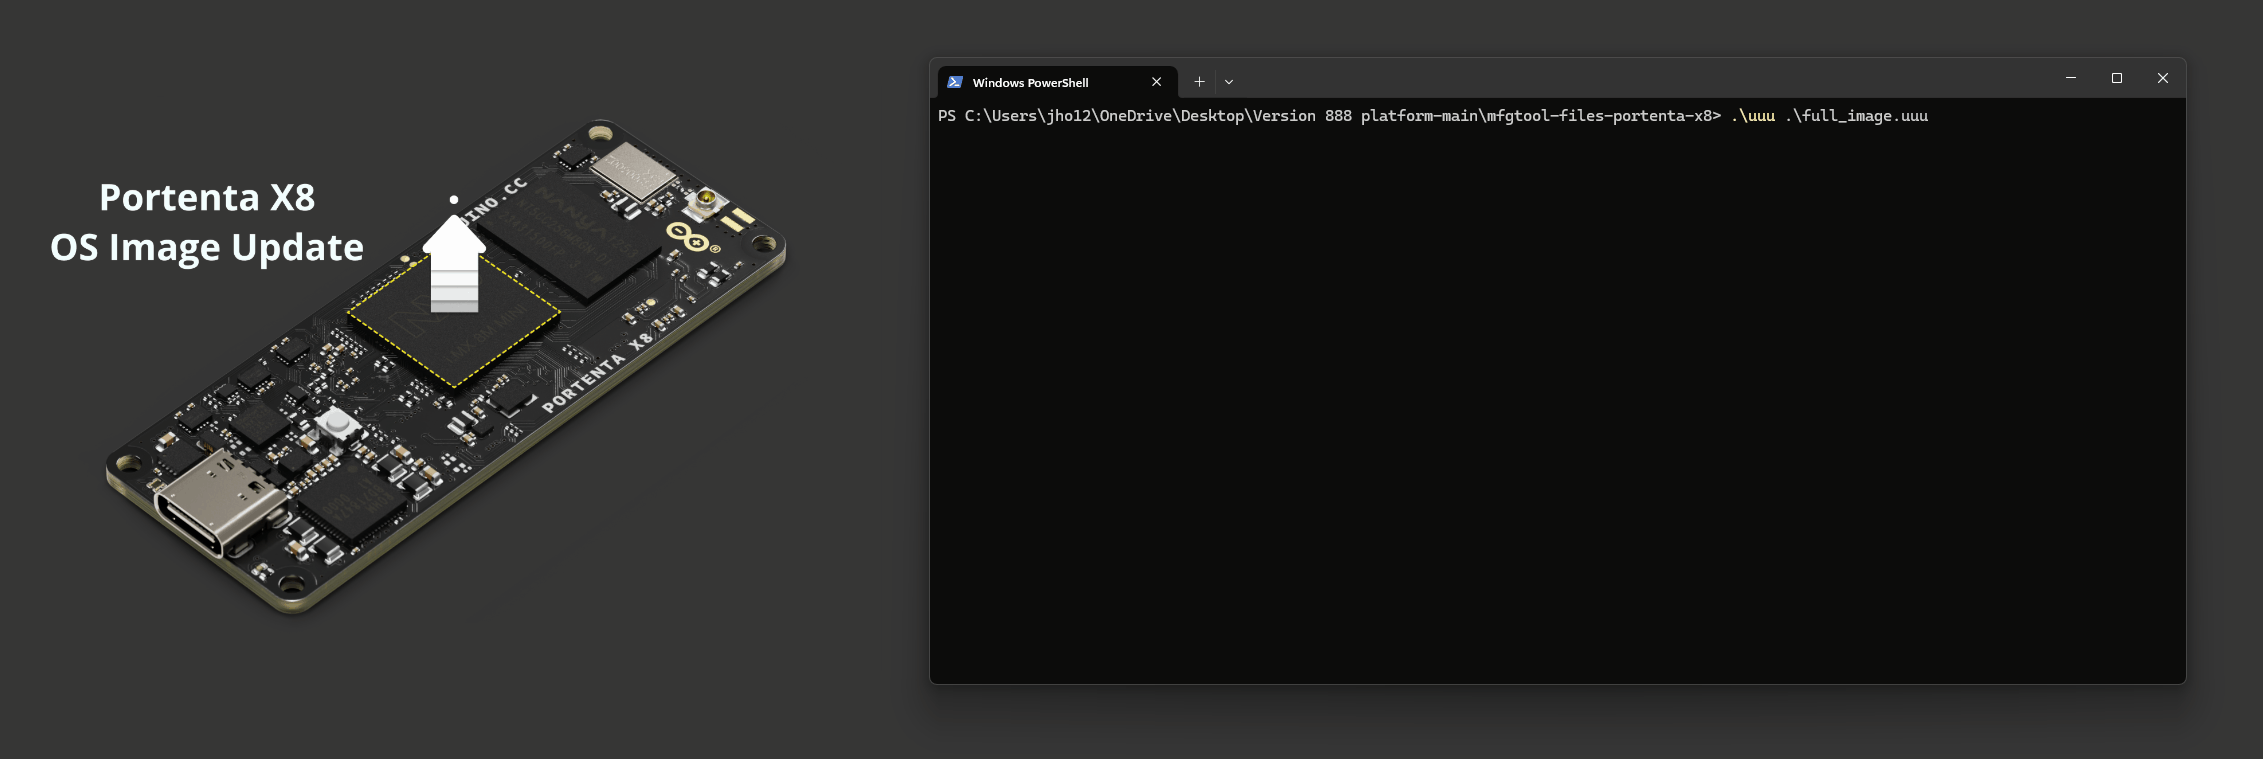 Portenta X8
OS Image Update
Windows PowerShell
PS C:\Users\jho12\OneDrive\Desktop\Version 888 platform-main\mfgtool-files-portenta-x8> .\uuu .\full_image.uuu
INO.CC
NANYA
PORTENTA X8